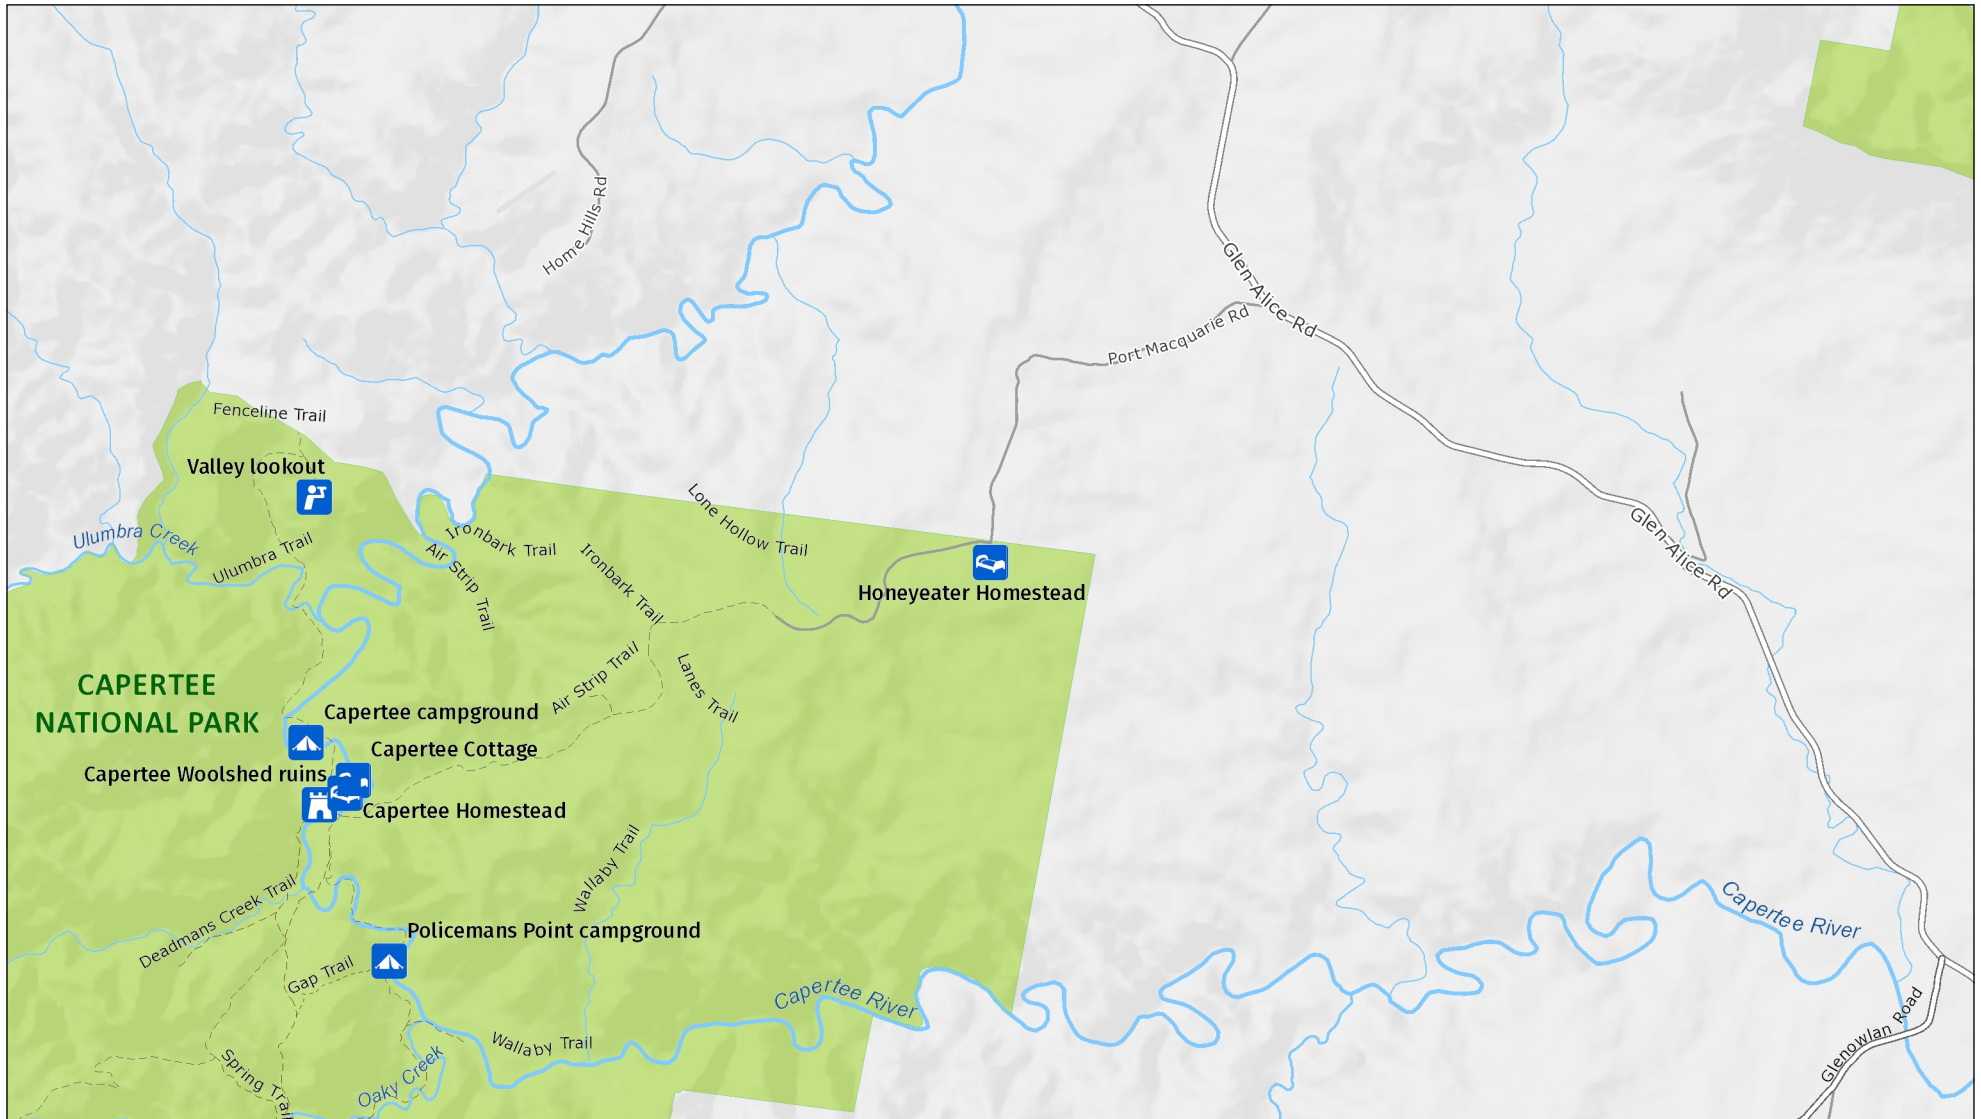 Home Hills Rd
Glen-Alice-Rd
Port Macquarie Rd
Fenceline Trail
Valley lookout
Ulumbra Creek
Ulumbra Trail
Ironbark Trail
Air Strip Trail
Ironbark Trail
Lone Hollow Trail
Honeyeater Homestead
Glen-Alice-Rd
CAPERTEE
NATIONAL PARK
Air Strip Trail
Lanes Trail
Capertee campground
Capertee Cottage
Capertee Woolshed ruins
Capertee Homestead
Wallaby Trail
Deadmans Creek Trail
Policemans Point campground
Capertee River
Gap Trail
Capertee River
Wallaby Trail
Spring Trail
Oaky Creek
Glenowlan Road